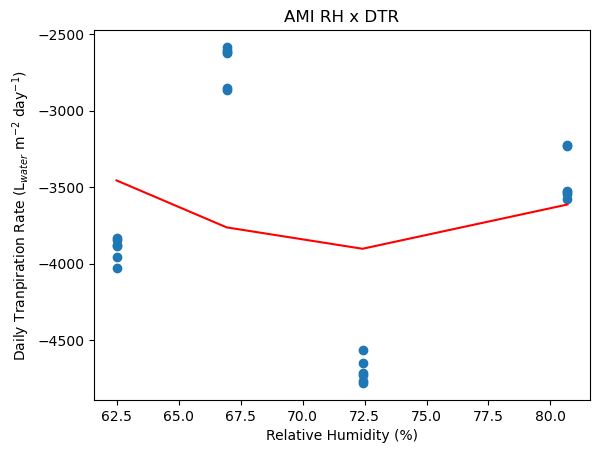 AMI RH x DTR
Daily Tranpiration Rate (L$_{water}$ m$^{-2}$ day$^{-1}$)
−2500
−3000
−3500
−4000
−4500
62.5 65.0 67.5 70.0 72.5 75.0 77.5 80.0
Relative Humidity (%)